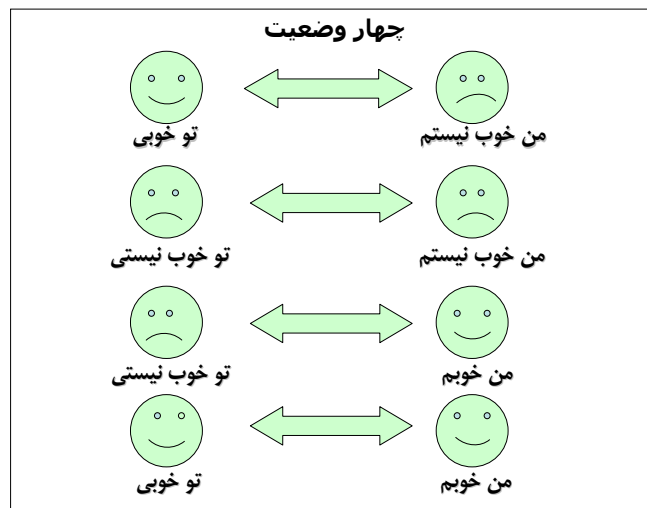 چهار وضعیت
من خوب نیستم
تو خوبی
من خوب نیستم
تو خوب نیستی
من خوبم
تو خوب نیستی
من خوبم
تو خوبی